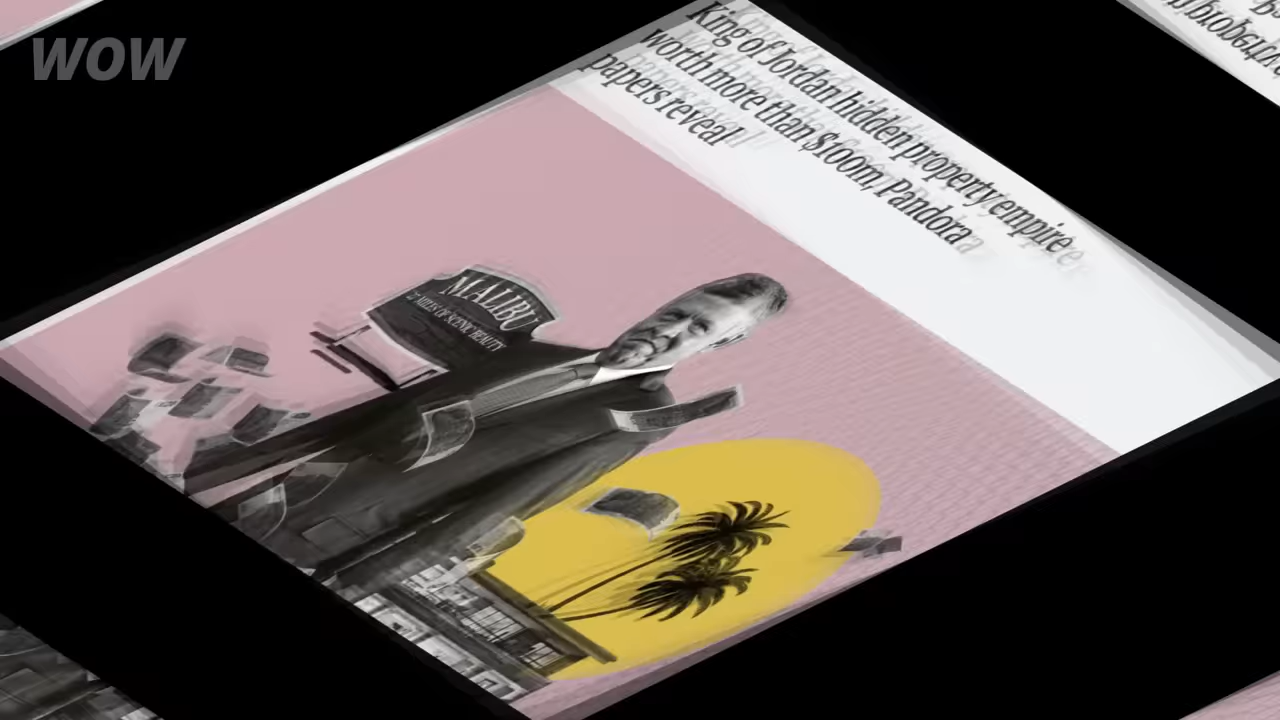 WOW
King of Jordan hidden property empire
worth more than $100m, Pandora
papers reveal
MALIBU
27 MILES OF SCENIC BEAUTY